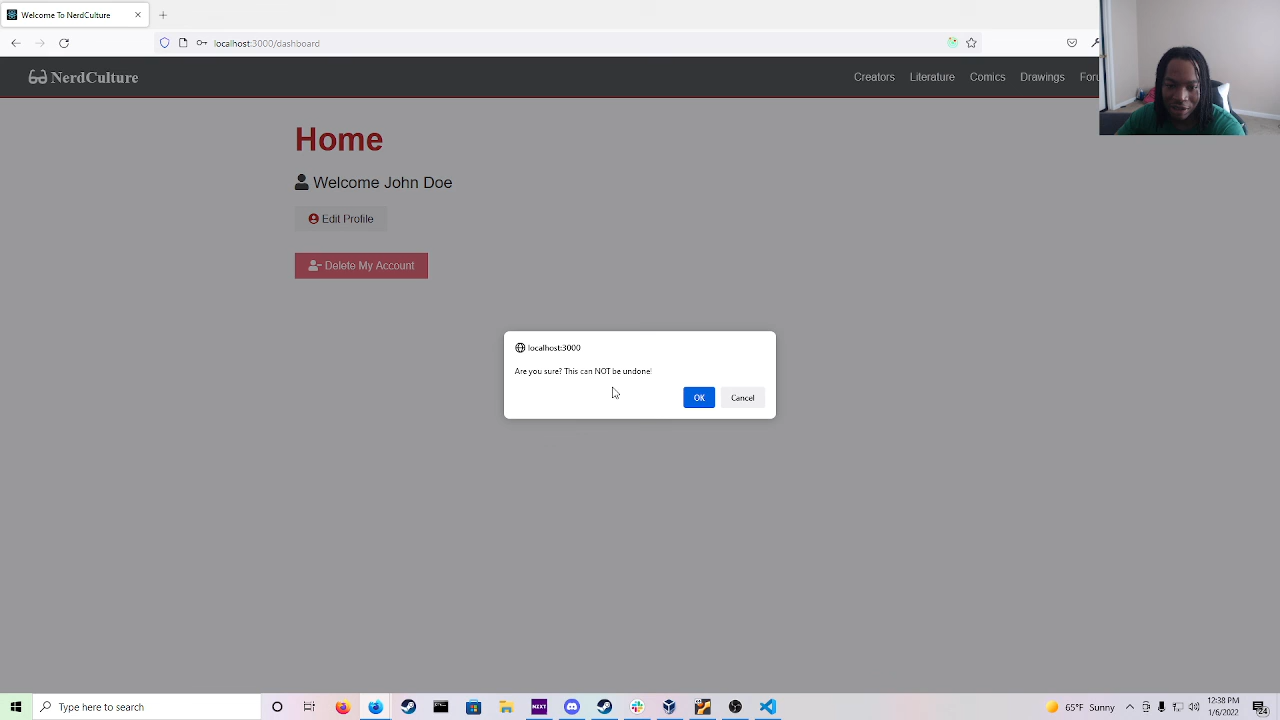 Welcome To NerdCulture
localhost:3000/dashboard
NerdCulture
Creators Literature Comics Drawings
Home
Welcome John Doe
Edit Profile
Delete My Account
localhost:3000
Are you sure? This can NOT be undone!
OK Cancel
Type here to search
NXT
65°F Sunny
12:38 PM
1/6/2022
24